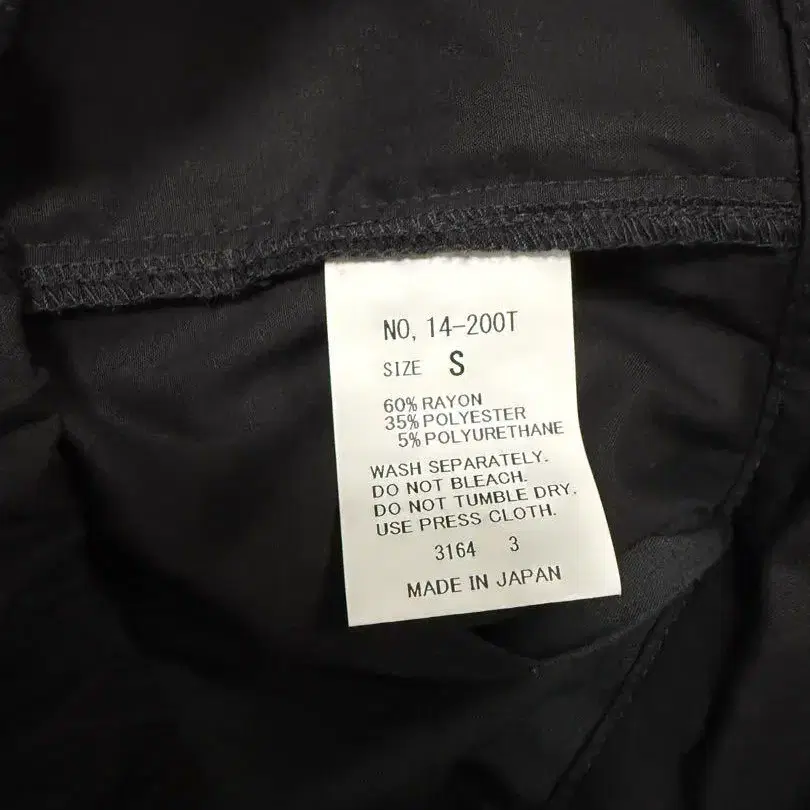 NO, 14-200T
SIZE S
60% RAYON
35% POLYESTER
5% POLYURETHANE
WASH SEPARATELY.
DO NOT BLEACH.
DO NOT TUMBLE DRY.
USE PRESS CLOTH.
3164 3
MADE IN JAPAN